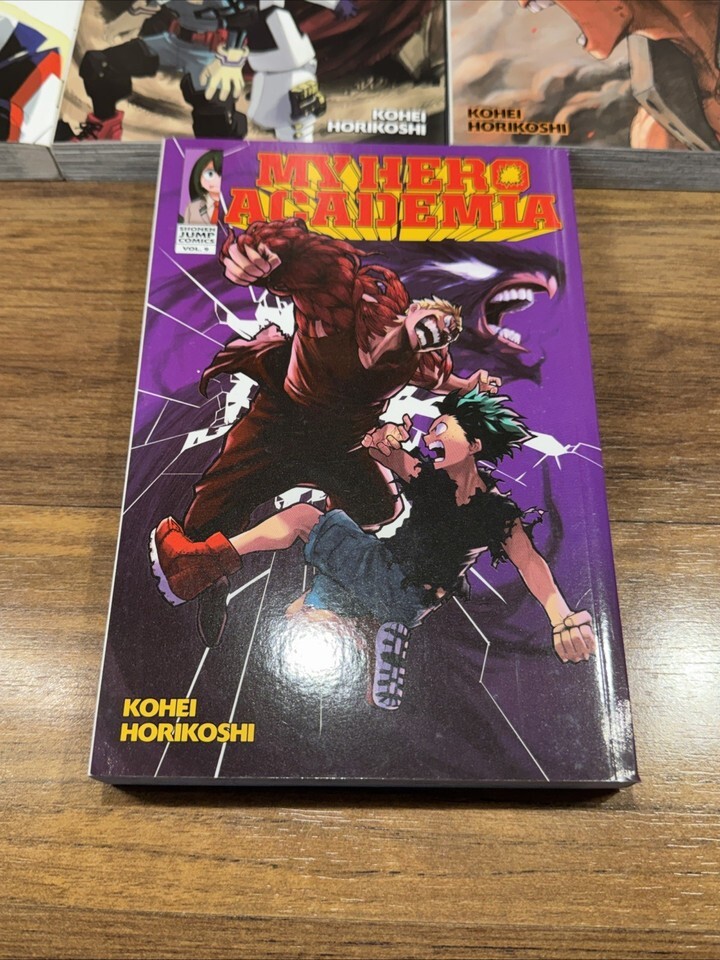 KOHEI
HORIKOSHI
KOHEI
HORIKOSHI
MY HERO
ACADEMIA
SHONEN
JUMP
COMICS
VOL. 9
KOHEI
HORIKOSHI